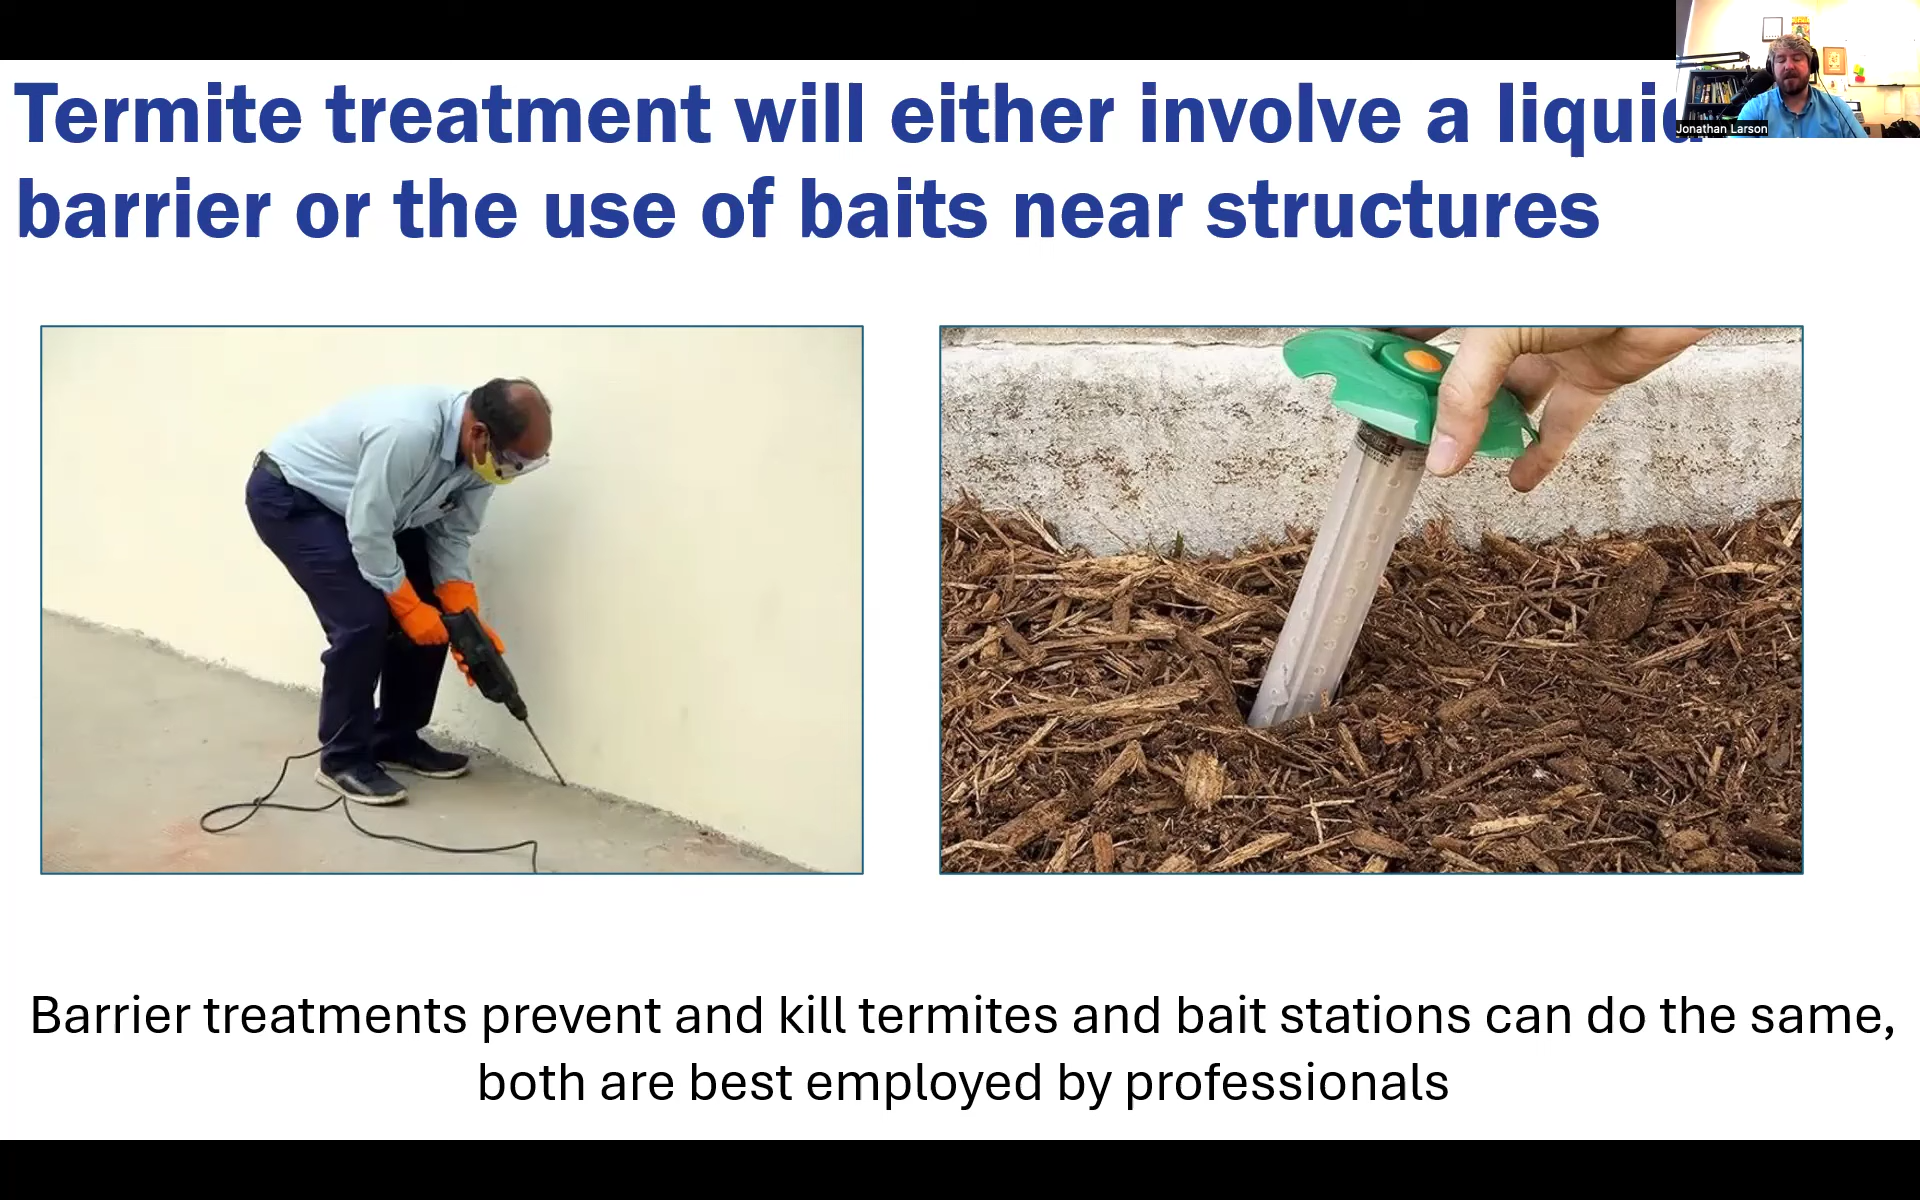 Termite treatment will either involve a liquid
barrier or the use of baits near structures
Jonathan Larson
Barrier treatments prevent and kill termites and bait stations can do the same,
both are best employed by professionals